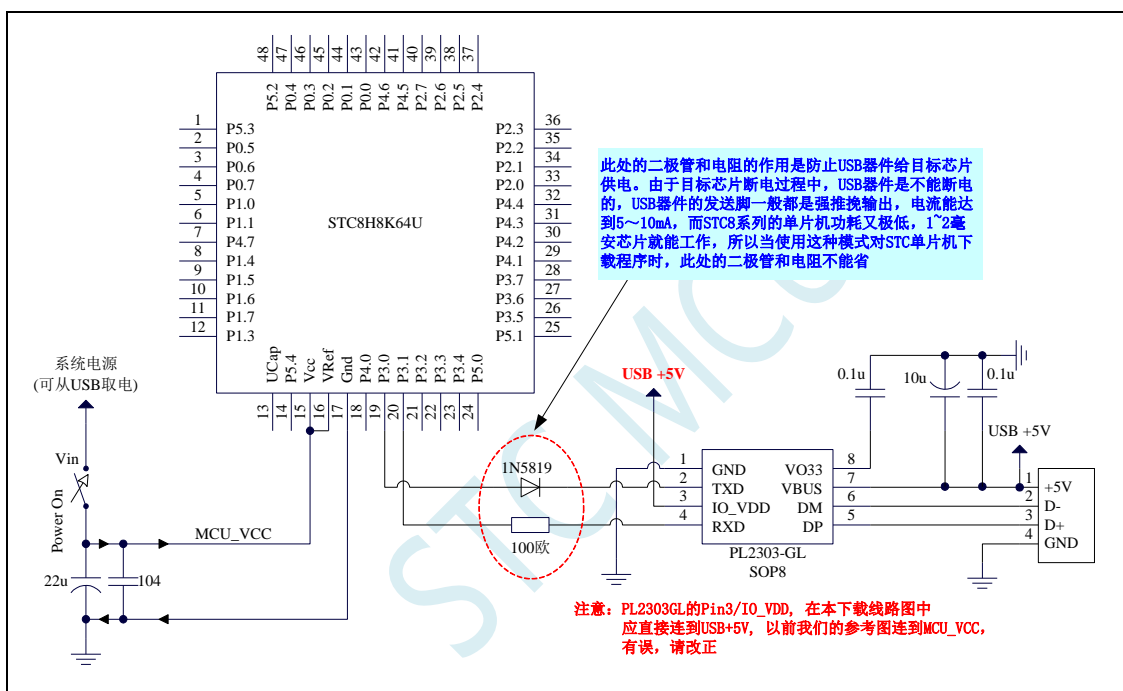 48
47
46
45
44
43
42
41
40
39
38
37
P5.2
P0.4
P0.3
P0.2
P0.1
P0.0
P4.6
P4.5
P2.7
P2.6
P2.5
P2.4
1 P5.3
2 P0.5
3 P0.6
4 P0.7
5 P1.0
6 P1.1
7 P4.7
8 P1.4
9 P1.5
10 P1.6
11 P1.7
12 P1.3
STC8H8K64U
P2.3 36
P2.2 35
P2.1 34
P2.0 33
P4.4 32
P4.3 31
P4.2 30
P4.1 29
P3.7 28
P3.6 27
P3.5 26
P5.1 25
UCap
P5.4
Vcc
VRef
Gnd
P4.0
P3.0
P3.1
P3.2
P3.3
P3.4
P5.0
13
14
15
16
17
18
19
20
21
22
23
24
此处的二极管和电阻的作用是防止USB器件给目标芯片
供电。由于目标芯片断电过程中，USB器件是不能断电
的，USB器件的发送脚一般都是强推挽输出，电流能达
到5～10mA，而STC8系列的单片机功耗又极低，1~2毫
安芯片就能工作，所以当使用这种模式对STC单片机下
载程序时，此处的二极管和电阻不能省
系统电源
(可从USB取电)
Vin
Power On
MCU_VCC
22u
104
1N5819
100欧
USB +5V
1 GND
2 TXD
3 IO_VDD
4 RXD
VO33 8
VBUS 7
DM 6
DP 5
PL2303-GL
SOP8
0.1u
10u
0.1u
USB +5V
1 +5V
2 D-
3 D+
4 GND
注意：PL2303GL的Pin3/IO_VDD, 在本下载线路图中
应直接连到USB+5V, 以前我们的参考图连到MCU_VCC，
有误，请改正
STC MCU